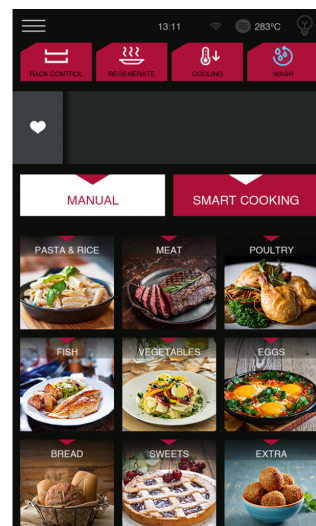 13:11 283°C
RACK CONTROL REGENERATE COOLING WASH
MANUAL SMART COOKING
PASTA & RICE MEAT POULTRY
FISH VEGETABLES EGGS
BREAD SWEETS EXTRA